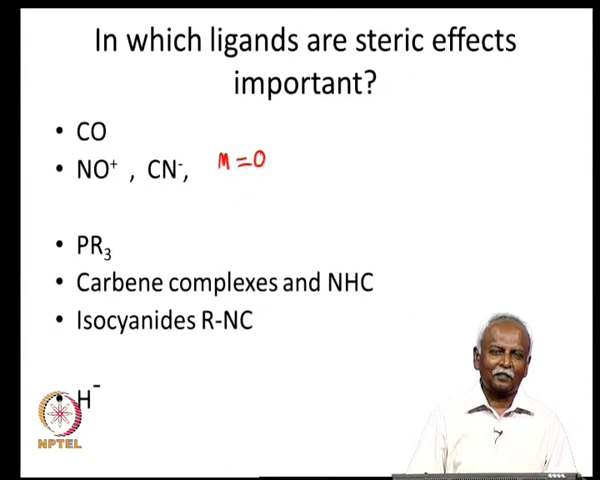 In which ligands are steric effects
important?
• CO
• NO⁺ , CN⁻, M=O
• PR₃
• Carbene complexes and NHC
• Isocyanides R-NC
• H⁻
NPTEL